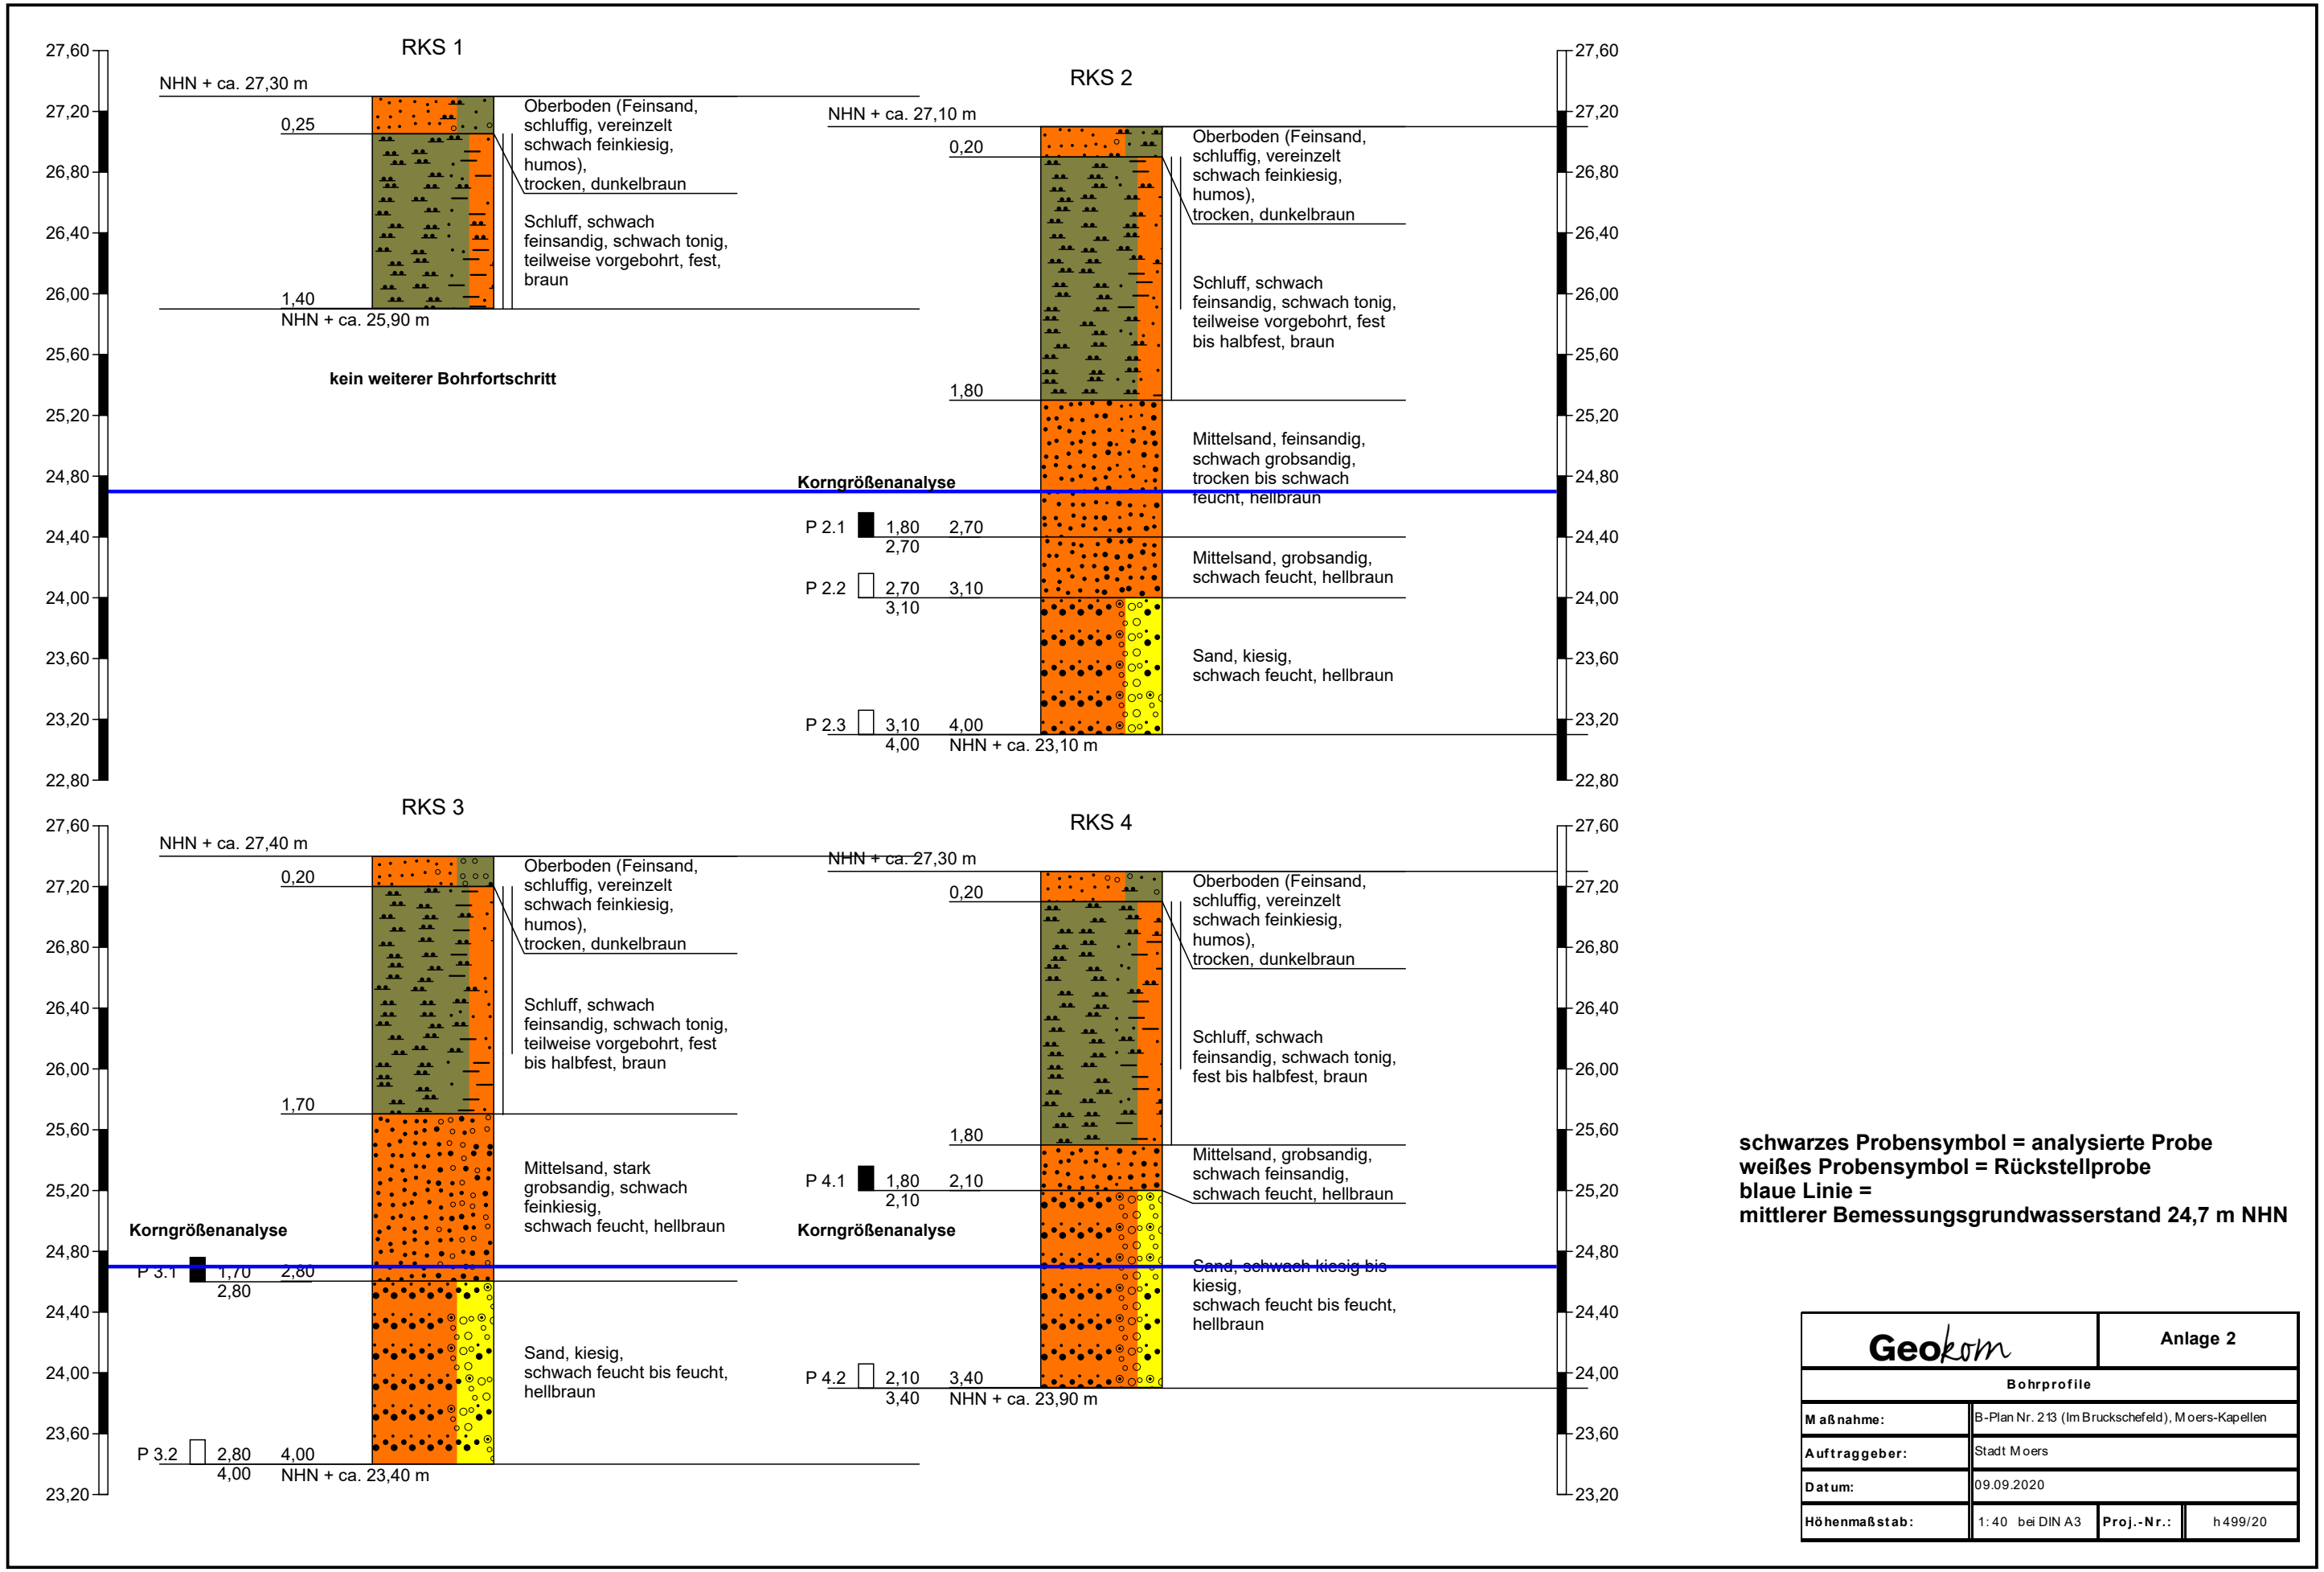 RKS 1
27,60
27,20
26,80
26,40
26,00
25,60
25,20
24,80
24,40
24,00
23,60
23,20
22,80
NHN + ca. 27,30 m
0,25
1,40
NHN + ca. 25,90 m
Oberboden (Feinsand,
schluffig, vereinzelt
schwach feinkiesig,
humos),
trocken, dunkelbraun
Schluff, schwach
feinsandig, schwach tonig,
teilweise vorgebohrt, fest,
braun
kein weiterer Bohrfortschritt
RKS 2
NHN + ca. 27,10 m
0,20
1,80
Oberboden (Feinsand,
schluffig, vereinzelt
schwach feinkiesig,
humos),
trocken, dunkelbraun
Schluff, schwach
feinsandig, schwach tonig,
teilweise vorgebohrt, fest
bis halbfest, braun
Mittelsand, feinsandig,
schwach grobsandig,
trocken bis schwach
feucht, hellbraun
Korngrößenanalyse
P 2.1 1,80 2,70
2,70
Mittelsand, grobsandig,
schwach feucht, hellbraun
P 2.2 2,70 3,10
3,10
Sand, kiesig,
schwach feucht, hellbraun
P 2.3 3,10 4,00
4,00 NHN + ca. 23,10 m
27,60
27,20
26,80
26,40
26,00
25,60
25,20
24,80
24,40
24,00
23,60
23,20
22,80
RKS 3
27,60
27,20
26,80
26,40
26,00
25,60
25,20
24,80
24,40
24,00
23,60
23,20
NHN + ca. 27,40 m
0,20
1,70
Oberboden (Feinsand,
schluffig, vereinzelt
schwach feinkiesig,
humos),
trocken, dunkelbraun
Schluff, schwach
feinsandig, schwach tonig,
teilweise vorgebohrt, fest
bis halbfest, braun
Mittelsand, stark
grobsandig, schwach
feinkiesig,
schwach feucht, hellbraun
Korngrößenanalyse
P 3.1 1,70 2,80
2,80
Sand, kiesig,
schwach feucht bis feucht,
hellbraun
P 3.2 2,80 4,00
4,00 NHN + ca. 23,40 m
RKS 4
NHN + ca. 27,30 m
0,20
1,80
Oberboden (Feinsand,
schluffig, vereinzelt
schwach feinkiesig,
humos),
trocken, dunkelbraun
Schluff, schwach
feinsandig, schwach tonig,
fest bis halbfest, braun
Mittelsand, grobsandig,
schwach feinsandig,
schwach feucht, hellbraun
P 4.1 1,80 2,10
2,10
Korngrößenanalyse
Sand, schwach kiesig bis
kiesig,
schwach feucht bis feucht,
hellbraun
P 4.2 2,10 3,40
3,40 NHN + ca. 23,90 m
27,60
27,20
26,80
26,40
26,00
25,60
25,20
24,80
24,40
24,00
23,60
23,20
schwarzes Probensymbol = analysierte Probe
weißes Probensymbol = Rückstellprobe
blaue Linie =
mittlerer Bemessungsgrundwasserstand 24,7 m NHN
Geokom
Anlage 2
Bohrprofile
Maßnahme: B-Plan Nr. 213 (Im Bruckschefeld), Moers-Kapellen
Auftraggeber: Stadt Moers
Datum: 09.09.2020
Höhenmaßstab: 1:40 bei DIN A3 Proj.-Nr.: h499/20